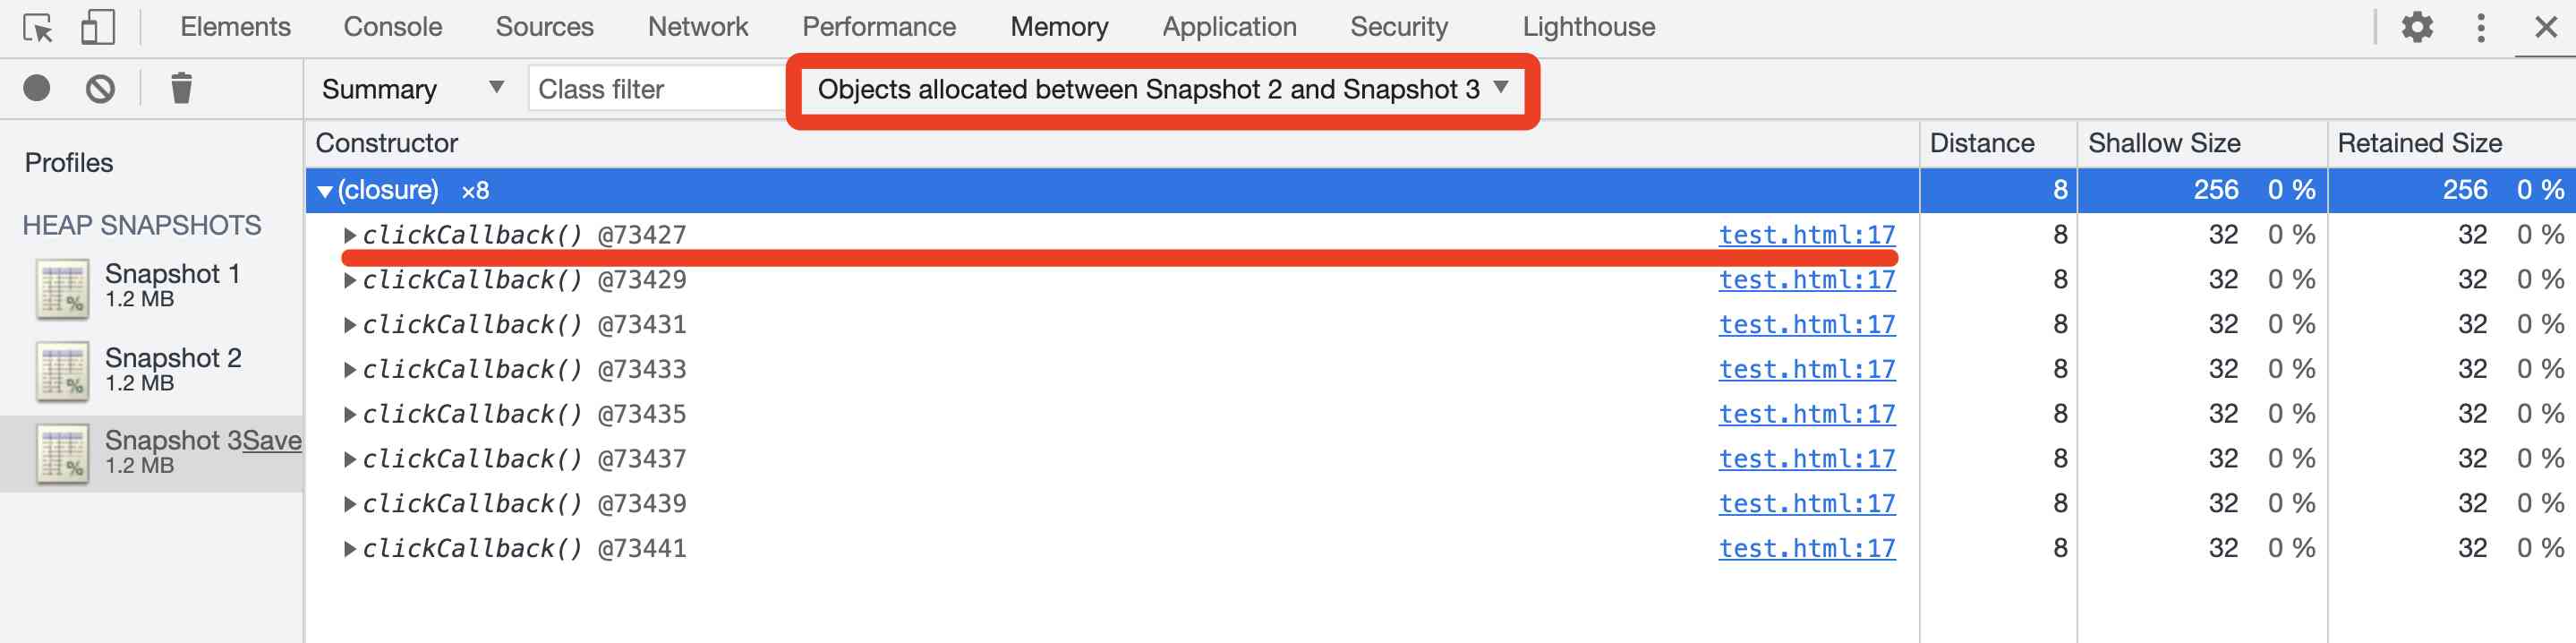 Elements Console Sources Network Performance Memory Application Security Lighthouse
Summary Class filter Objects allocated between Snapshot 2 and Snapshot 3
Profiles
HEAP SNAPSHOTS
Snapshot 1
1.2 MB
Snapshot 2
1.2 MB
Snapshot 3Save
1.2 MB
Constructor Distance Shallow Size Retained Size
(closure) ×8 8 256 0 % 256 0 %
clickCallback() @73427 test.html:17 8 32 0 % 32 0 %
clickCallback() @73429 test.html:17 8 32 0 % 32 0 %
clickCallback() @73431 test.html:17 8 32 0 % 32 0 %
clickCallback() @73433 test.html:17 8 32 0 % 32 0 %
clickCallback() @73435 test.html:17 8 32 0 % 32 0 %
clickCallback() @73437 test.html:17 8 32 0 % 32 0 %
clickCallback() @73439 test.html:17 8 32 0 % 32 0 %
clickCallback() @73441 test.html:17 8 32 0 % 32 0 %